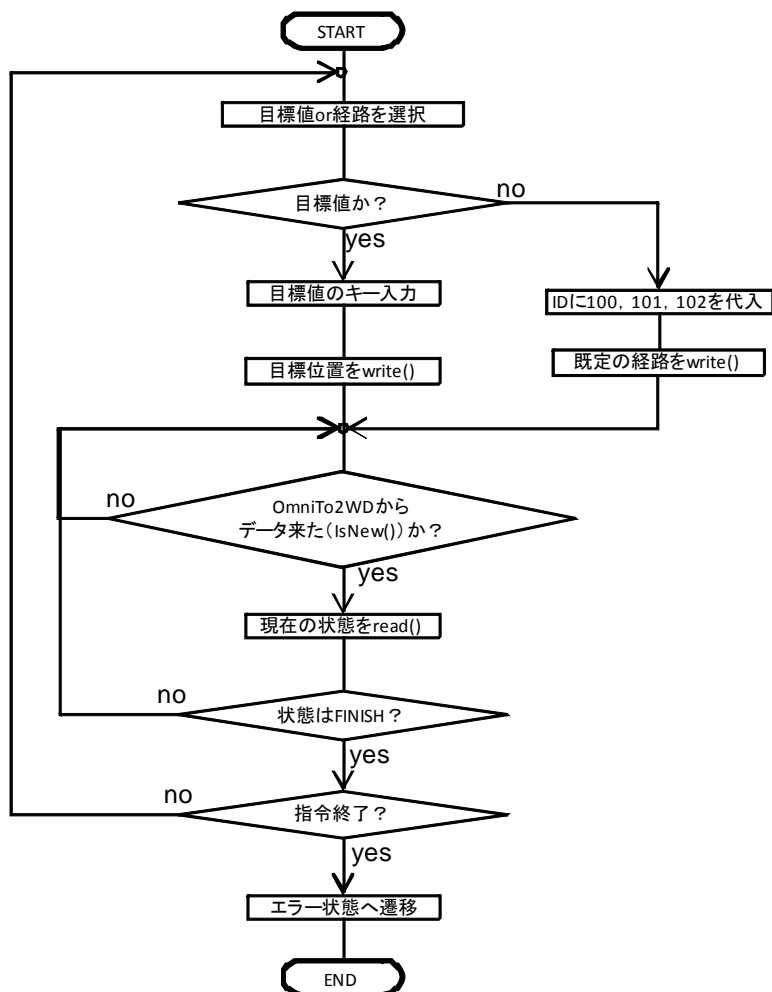 START
目標値or経路を選択
目標値か？
no
yes
目標値のキー入力
IDに100，101，102を代入
目標位置をwrite()
既定の経路をwrite()
no
OmniTo2WDから
データ来た（IsNew()）か？
yes
現在の状態をread()
no
状態はFINISH？
yes
no
指令終了？
yes
エラー状態へ遷移
END